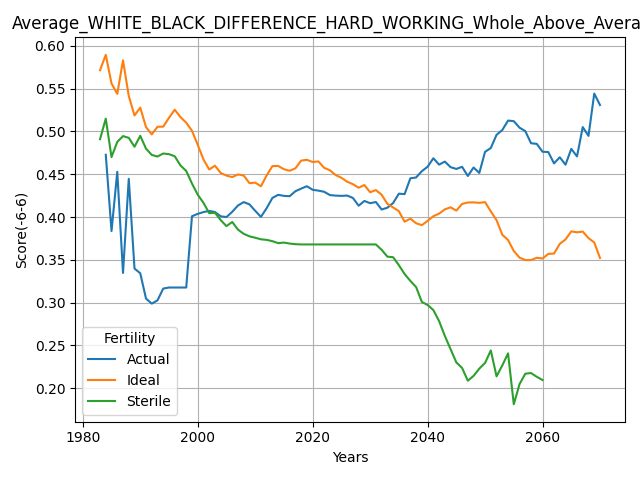 Average_WHITE_BLACK_DIFFERENCE_HARD_WORKING_Whole_Above_Avera
0.60
0.55
0.50
0.45
0.40
0.35
0.30
0.25
0.20
Score(-6-6)
Fertility
Actual
Ideal
Sterile
1980 2000 2020 2040 2060
Years